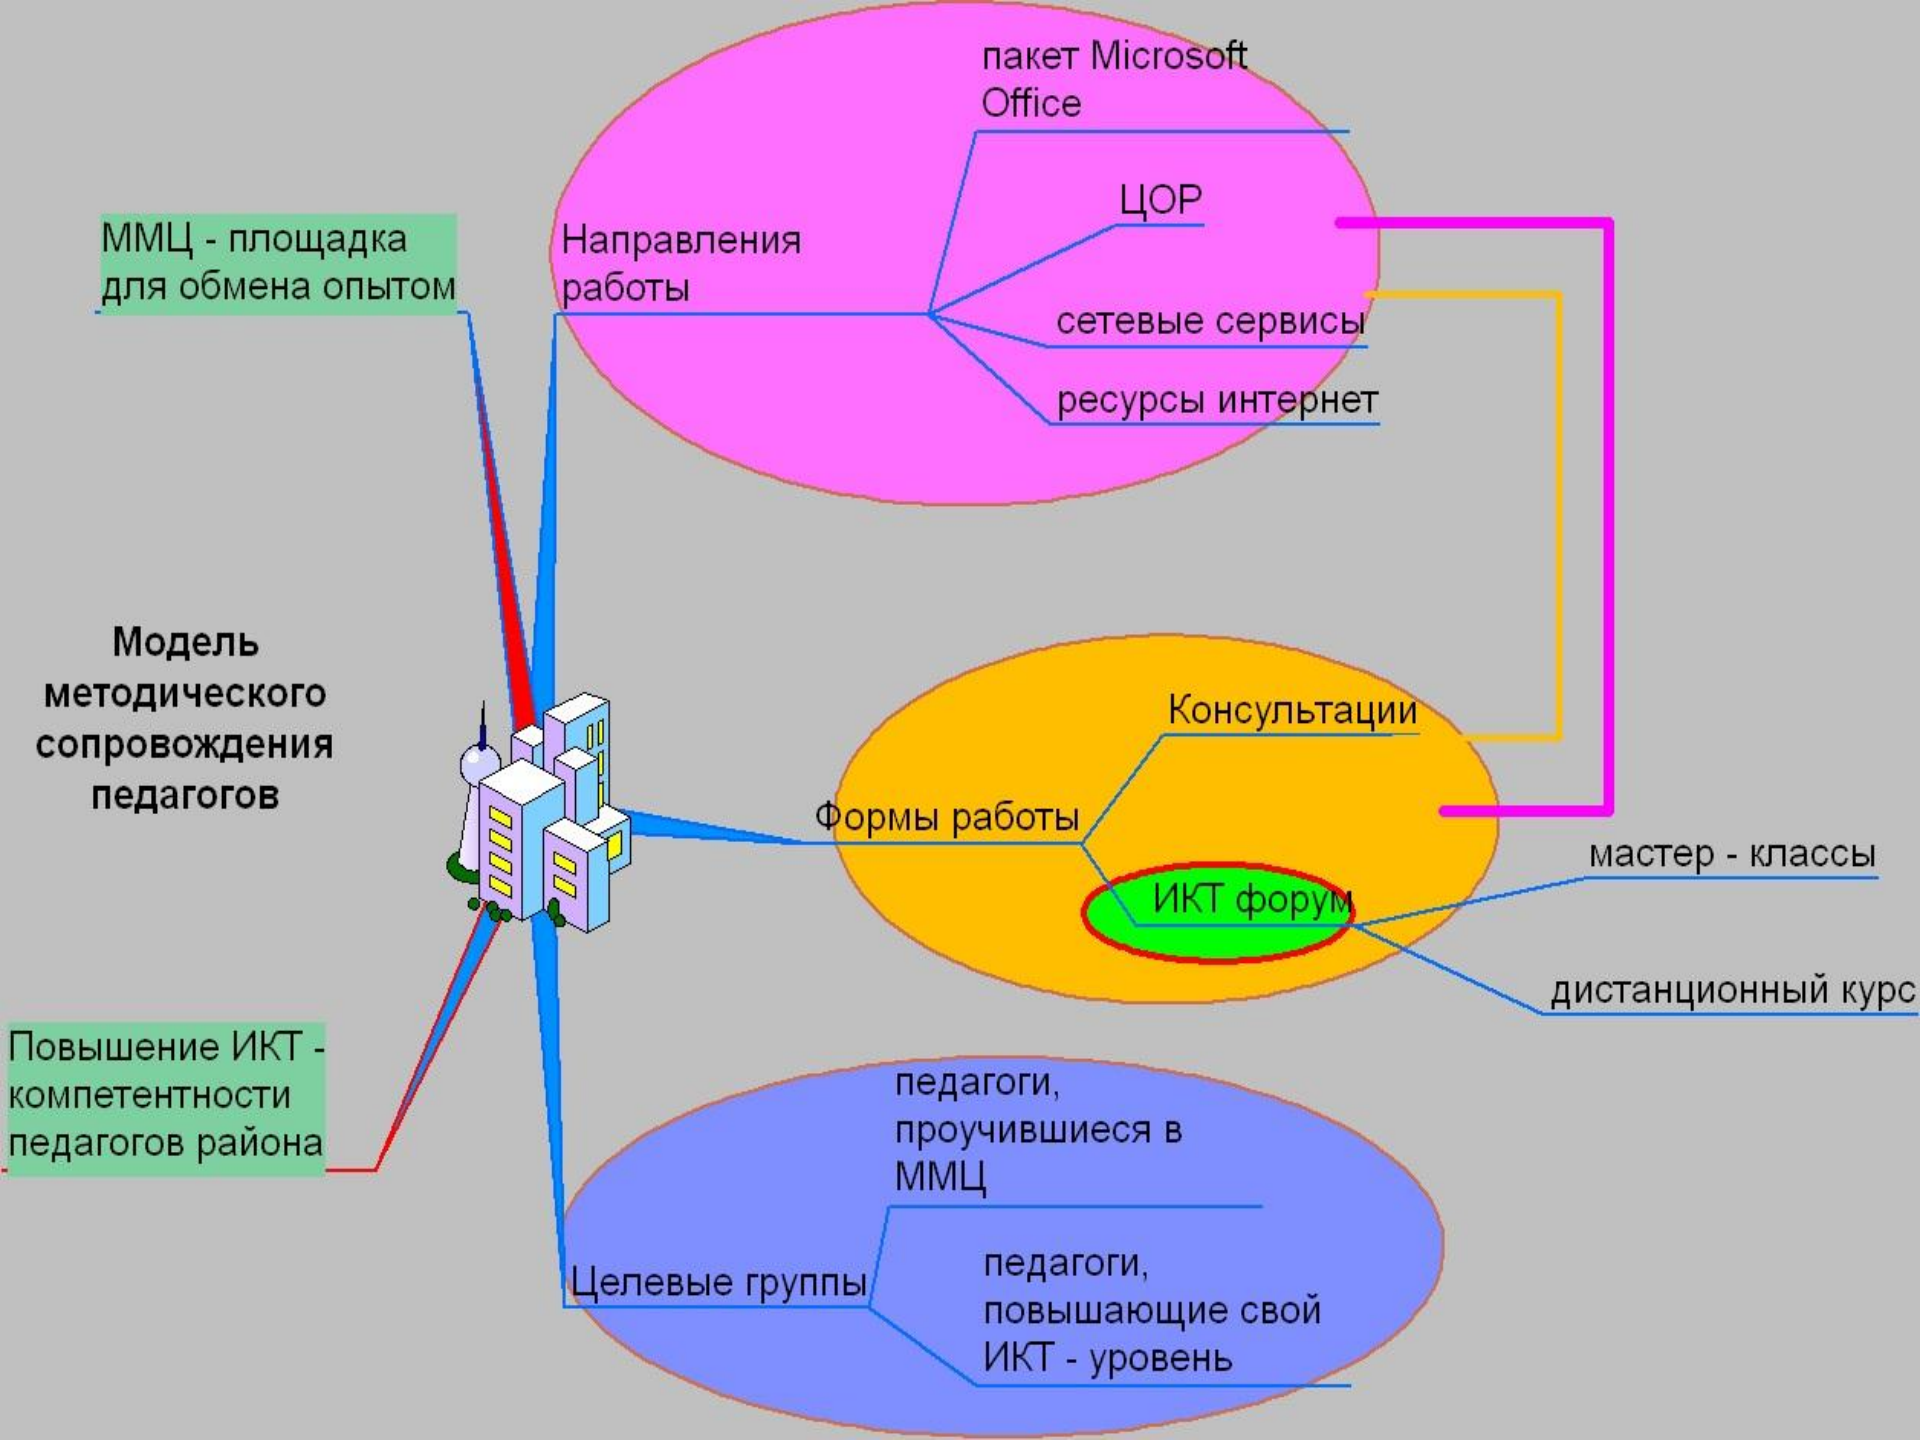 пакет Microsoft
Office
ЦОР
ММЦ - площадка
для обмена опытом
Направления
работы
сетевые сервисы
ресурсы интернет
Модель
методического
сопровождения
педагогов
Консультации
Формы работы
ИКТ форум
мастер - классы
дистанционный курс
Повышение ИКТ -
компетентности
педагогов района
педагоги,
проучившиеся в
ММЦ
Целевые группы
педагоги,
повышающие свой
ИКТ - уровень